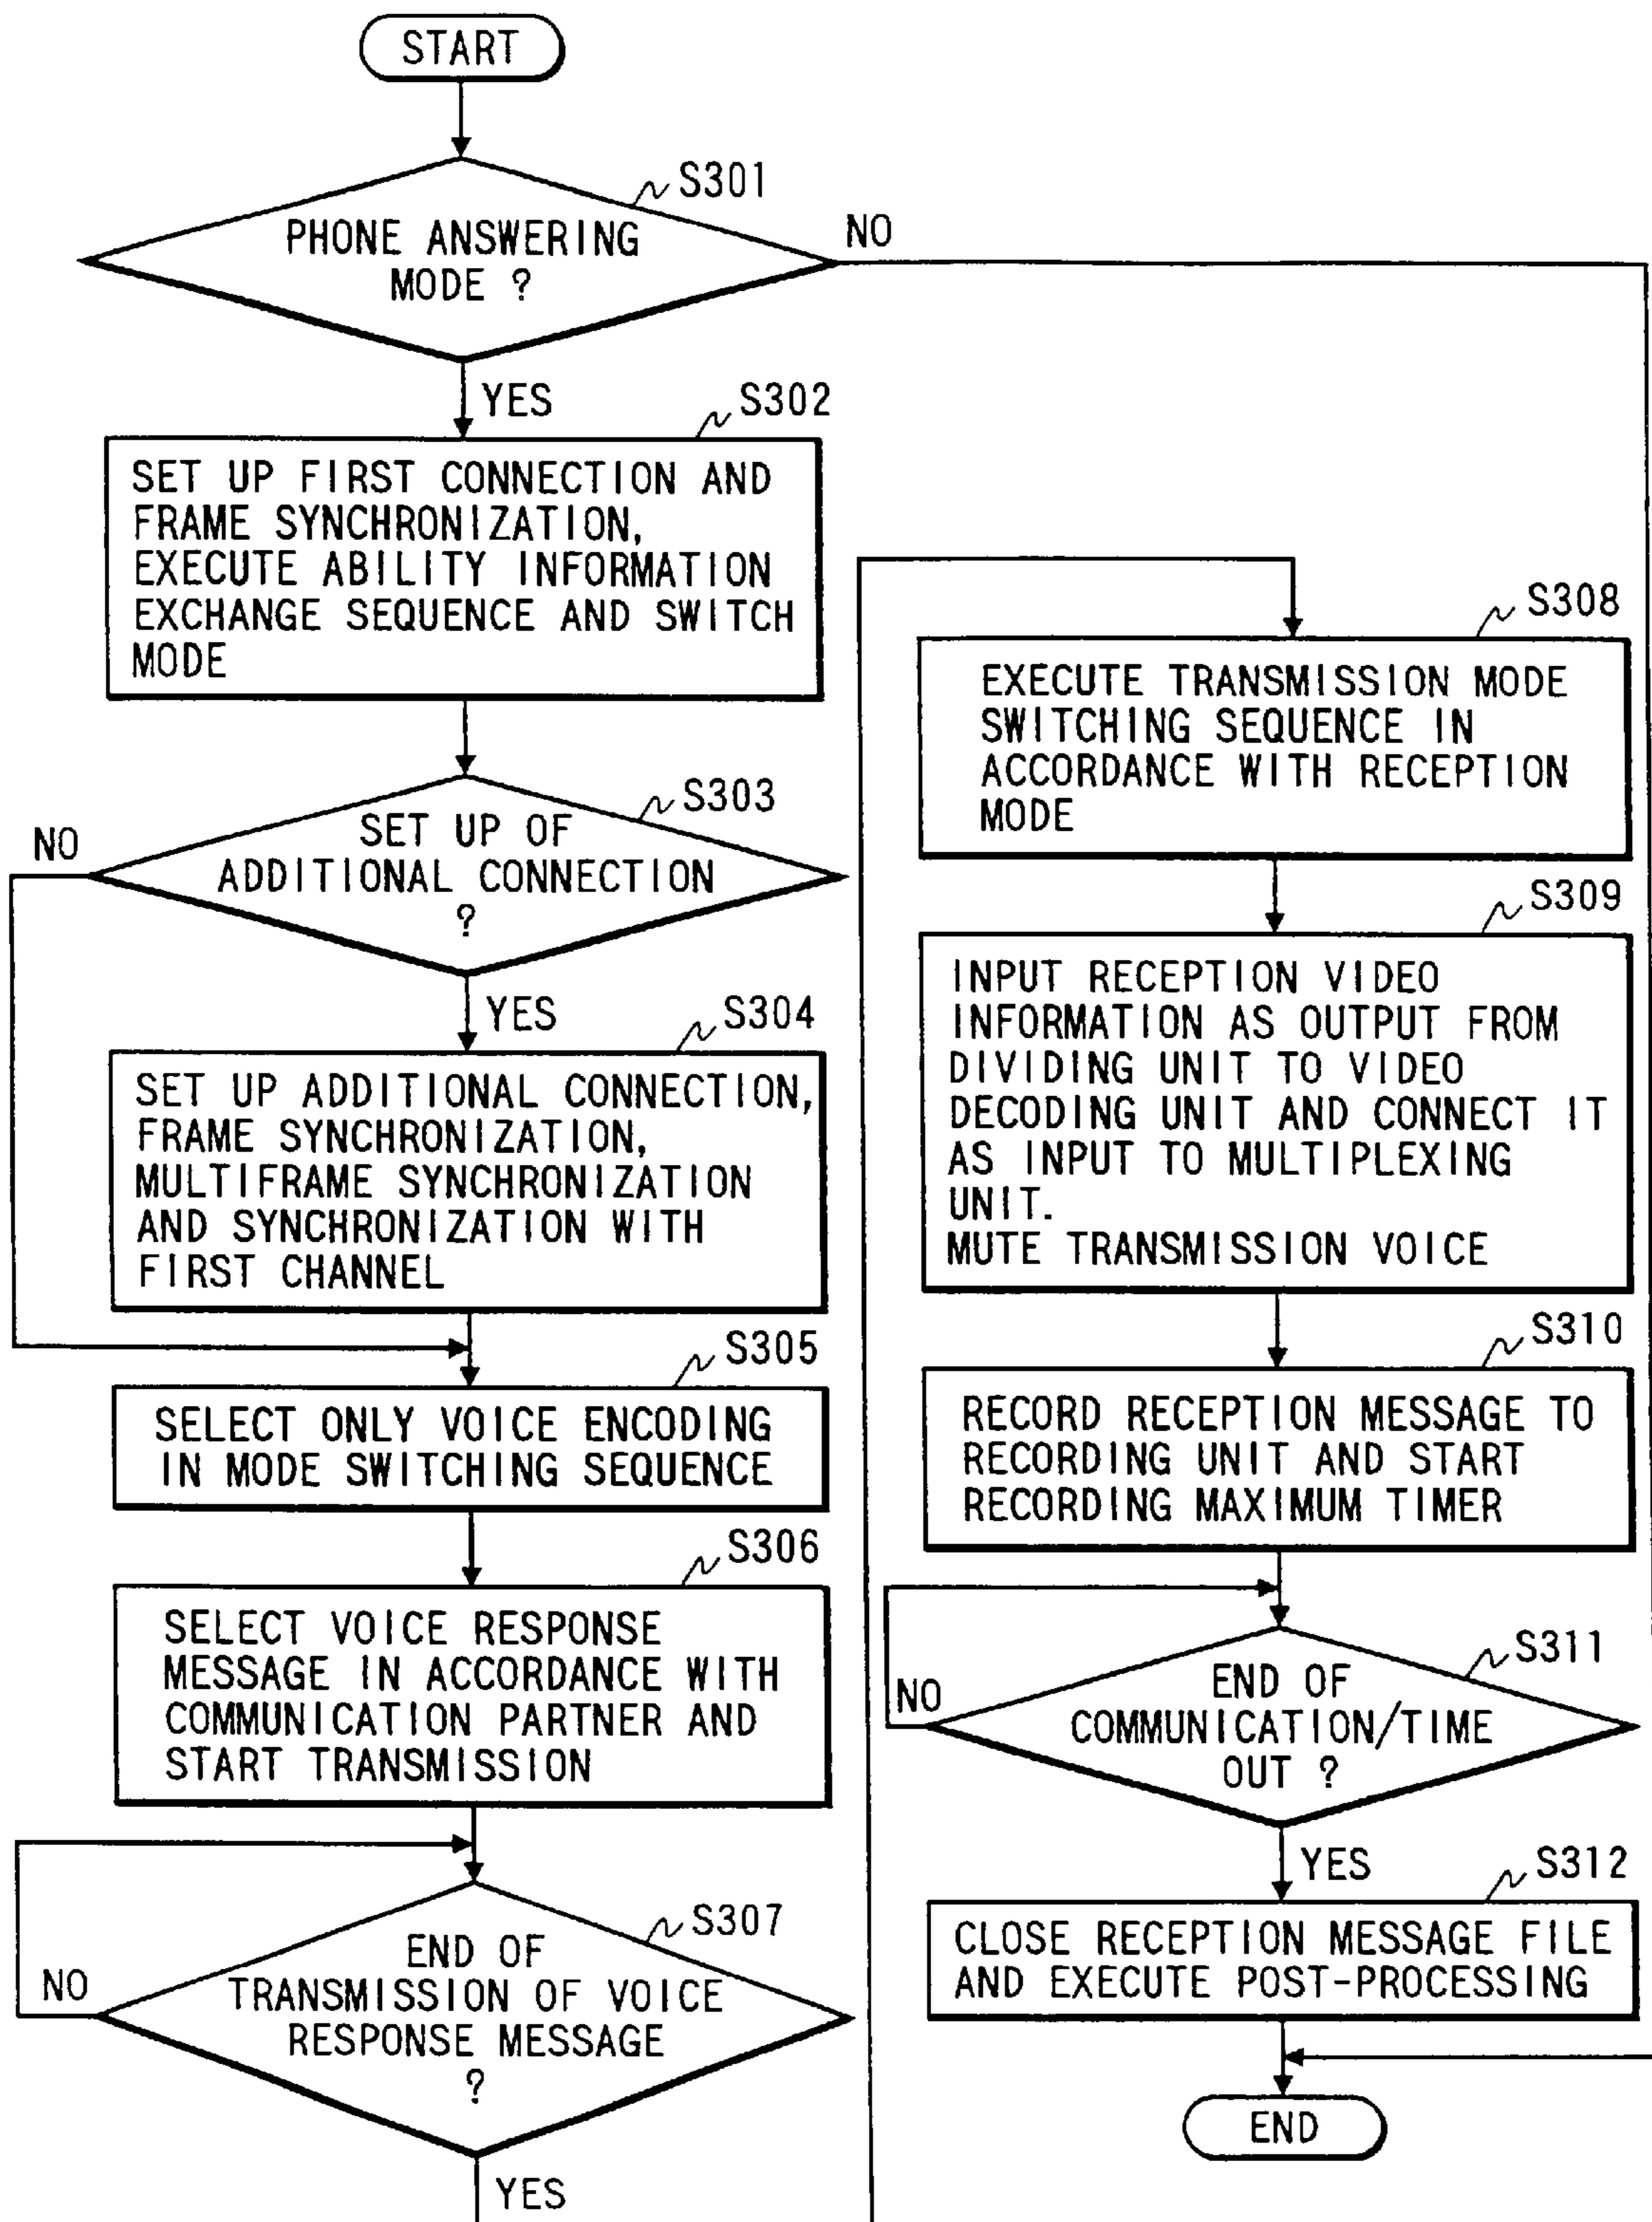 START
S301
PHONE ANSWERING
MODE ?
NO
YES
S302
SET UP FIRST CONNECTION AND
FRAME SYNCHRONIZATION,
EXECUTE ABILITY INFORMATION
EXCHANGE SEQUENCE AND SWITCH
MODE
S303
SET UP OF
ADDITIONAL CONNECTION
?
NO
YES
S304
SET UP ADDITIONAL CONNECTION,
FRAME SYNCHRONIZATION,
MULTIFRAME SYNCHRONIZATION
AND SYNCHRONIZATION WITH
FIRST CHANNEL
S305
SELECT ONLY VOICE ENCODING
IN MODE SWITCHING SEQUENCE
S306
SELECT VOICE RESPONSE
MESSAGE IN ACCORDANCE WITH
COMMUNICATION PARTNER AND
START TRANSMISSION
S307
END OF
TRANSMISSION OF VOICE
RESPONSE MESSAGE
?
NO
YES
S308
EXECUTE TRANSMISSION MODE
SWITCHING SEQUENCE IN
ACCORDANCE WITH RECEPTION
MODE
S309
INPUT RECEPTION VIDEO
INFORMATION AS OUTPUT FROM
DIVIDING UNIT TO VIDEO
DECODING UNIT AND CONNECT IT
AS INPUT TO MULTIPLEXING
UNIT.
MUTE TRANSMISSION VOICE
S310
RECORD RECEPTION MESSAGE TO
RECORDING UNIT AND START
RECORDING MAXIMUM TIMER
S311
END OF
COMMUNICATION/TIME
OUT ?
NO
YES
S312
CLOSE RECEPTION MESSAGE FILE
AND EXECUTE POST-PROCESSING
END